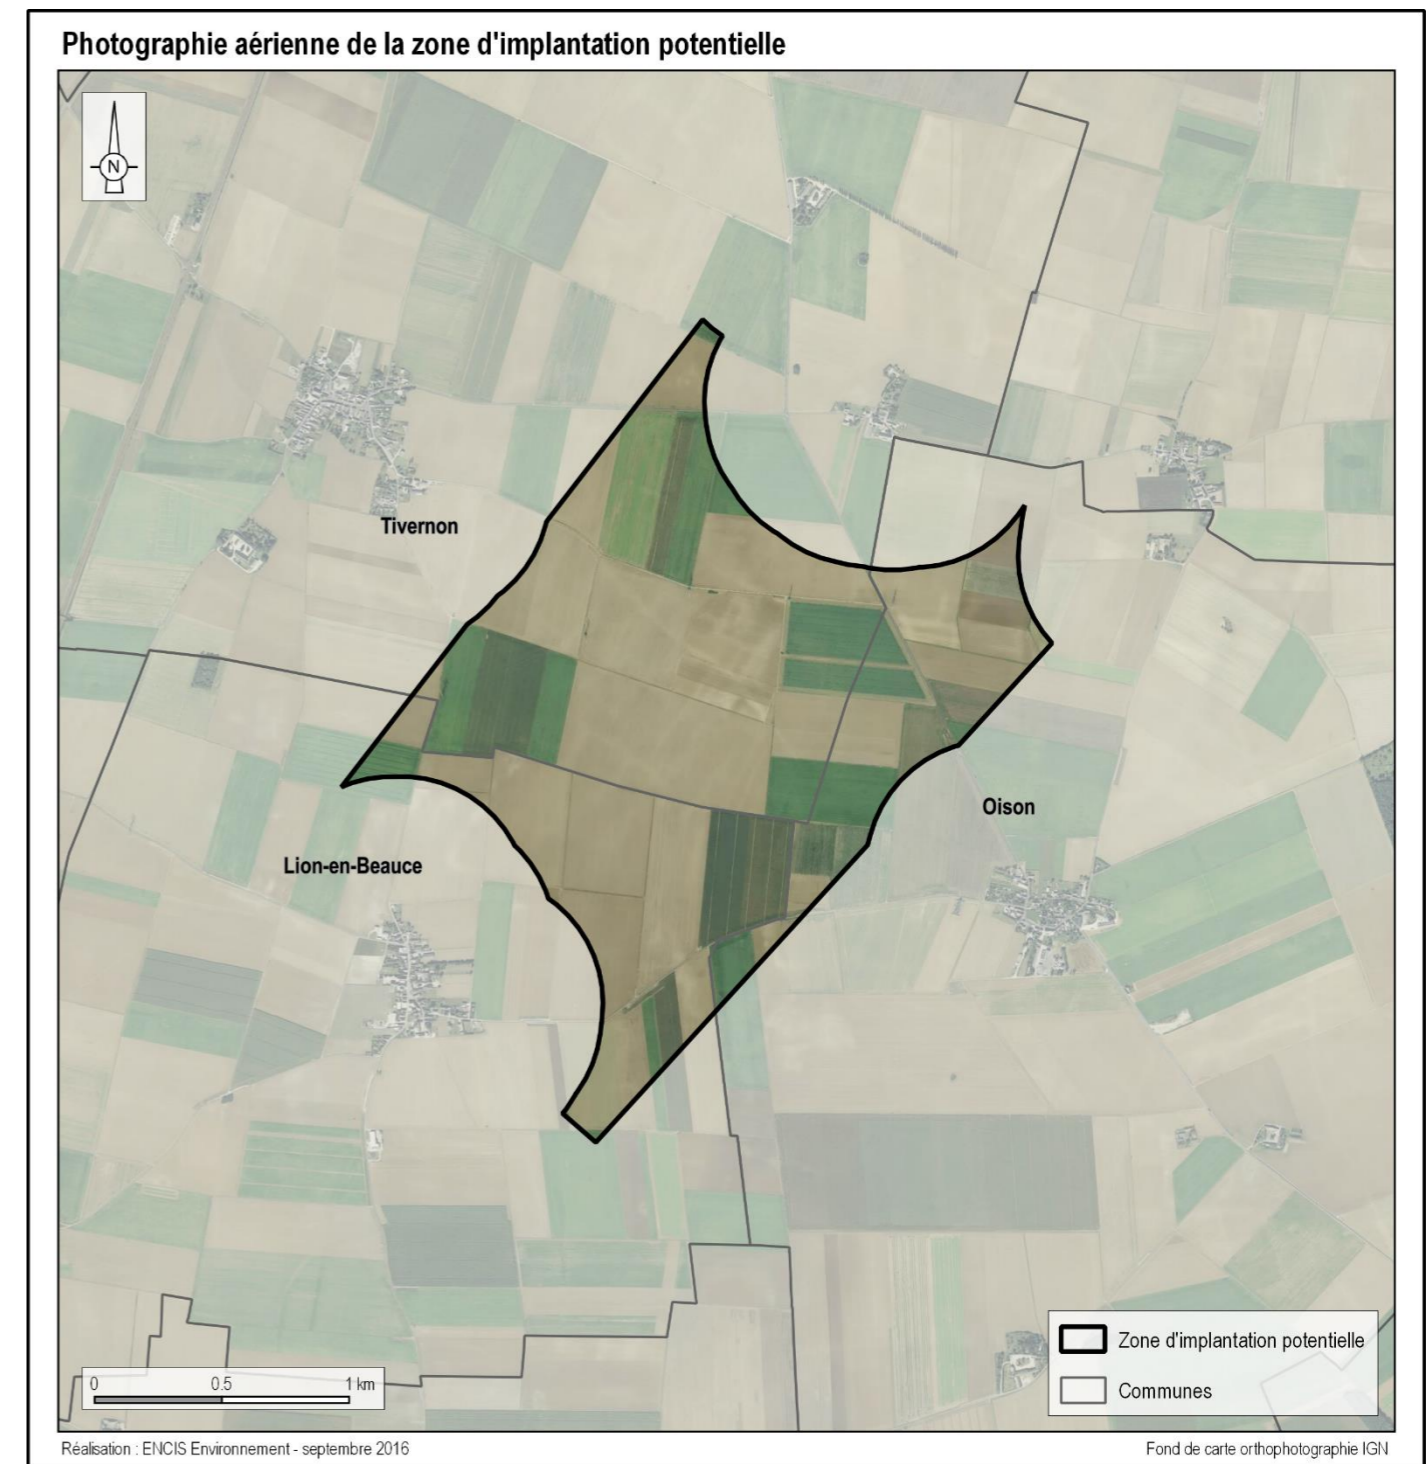 Photographie aérienne de la zone d'implantation potentielle
N
Tivernon
Oison
Lion-en-Beauce
Zone d'implantation potentielle
Communes
0 0.5 1 km
Réalisation : ENCIS Environnement - septembre 2016
Fond de carte orthophotographie IGN